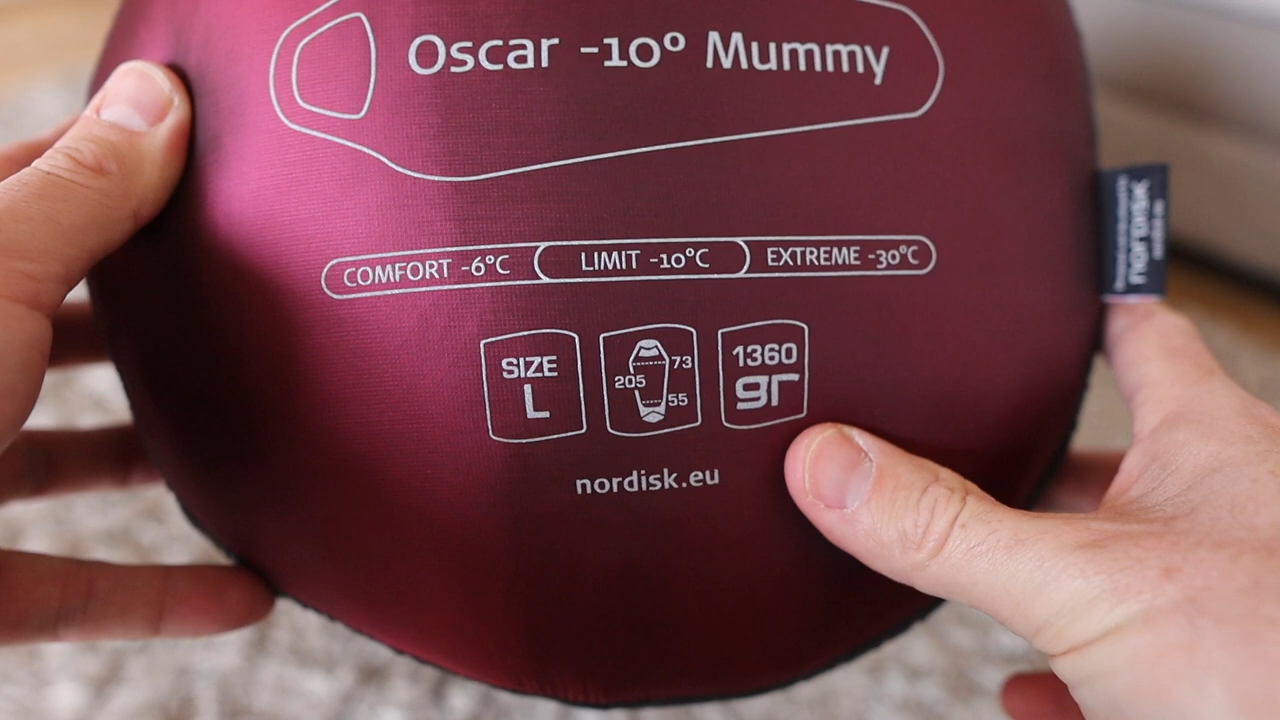 Oscar -10° Mummy
COMFORT -6°C
LIMIT -10°C
EXTREME -30°C
SIZE
L
205
73
55
1360
gr
nordisk.eu
nordisk